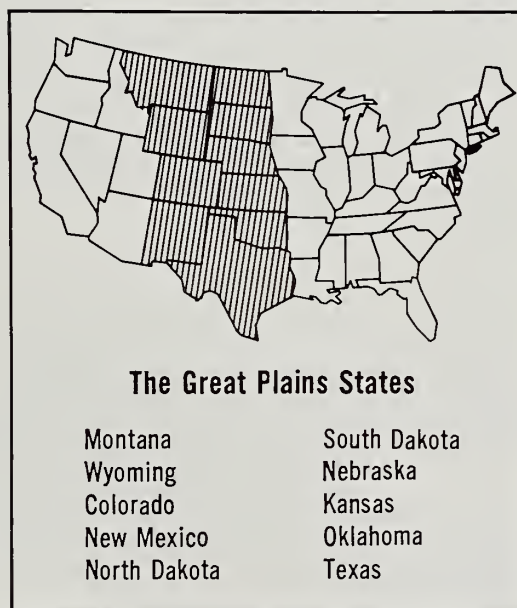 The Great Plains States
Montana
Wyoming
Colorado
New Mexico
North Dakota
South Dakota
Nebraska
Kansas
Oklahoma
Texas